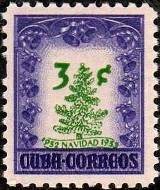 3 ¢
1952 NAVIDAD 1953
CUBA·CORREOS